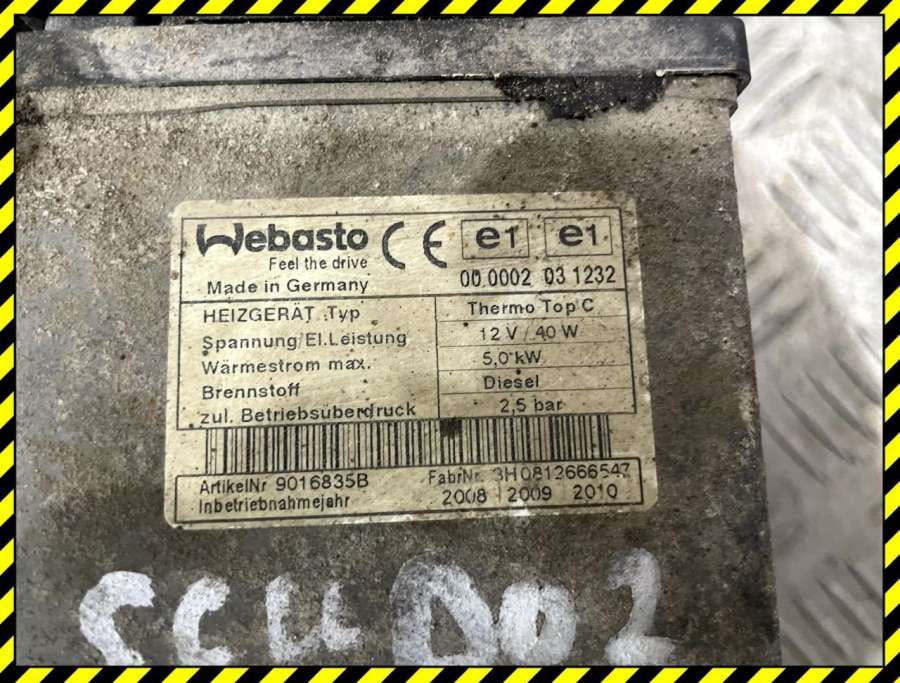 Webasto CE e1 e1
Feel the drive
Made in Germany 00 0002 03 1232
HEIZGERÄT Typ Thermo Top C
Spannung/El.Leistung 12 V / 40 W
Wärmestrom max. 5,0 kW
Brennstoff Diesel
zul. Betriebsüberdruck 2,5 bar
ArtikelNr 9016835B FabrNr. 3H0812666547
Inbetriebnahmejahr 2008 2009 2010